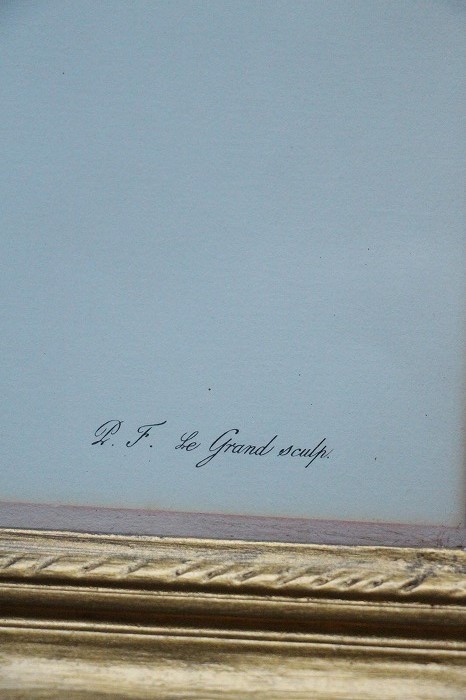 P. F. Le Grand sculp.